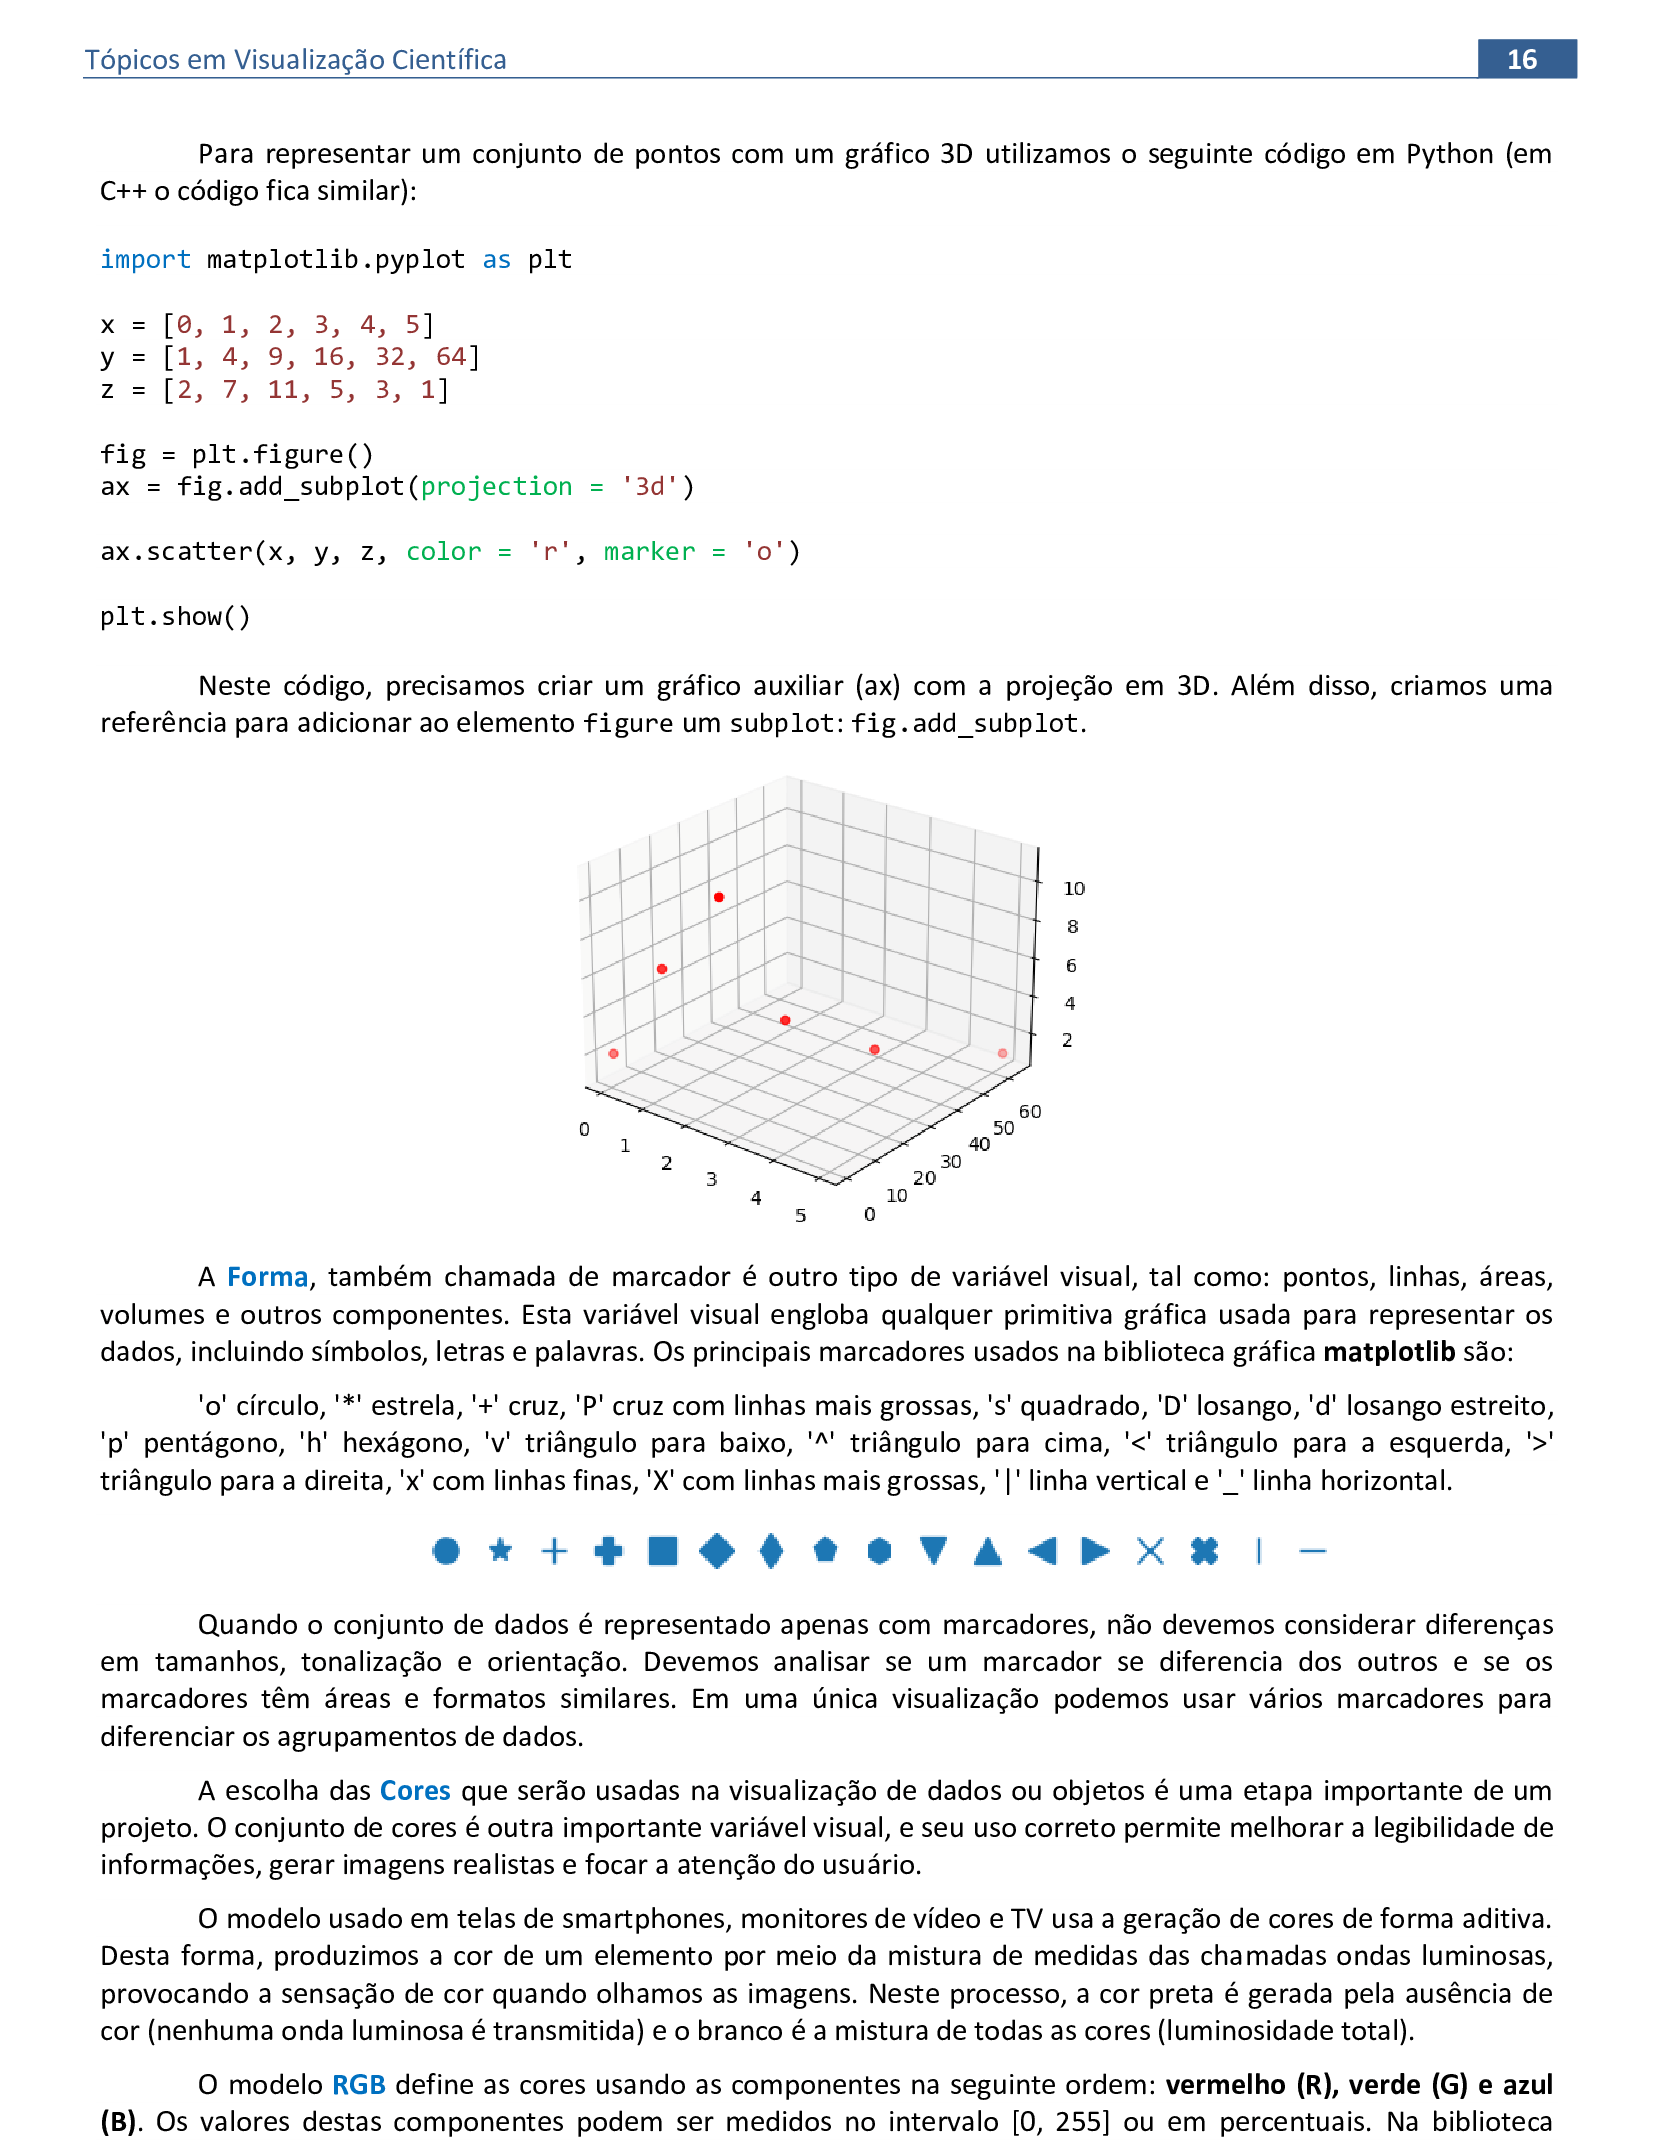 Tópicos em Visualização Científica 16
Para representar um conjunto de pontos com um gráfico 3D utilizamos o seguinte código em Python (em
C++ o código fica similar):
import matplotlib.pyplot as plt
x = [0, 1, 2, 3, 4, 5]
y = [1, 4, 9, 16, 32, 64]
z = [2, 7, 11, 5, 3, 1]
fig = plt.figure()
ax = fig.add_subplot(projection = '3d')
ax.scatter(x, y, z, color = 'r', marker = 'o')
plt.show()
Neste código, precisamos criar um gráfico auxiliar (ax) com a projeção em 3D. Além disso, criamos uma
referência para adicionar ao elemento figure um subplot: fig.add_subplot.
10
8
6
4
2
0
1
2
3
4
5
0
10
20
30
40
50
60
A Forma, também chamada de marcador é outro tipo de variável visual, tal como: pontos, linhas, áreas,
volumes e outros componentes. Esta variável visual engloba qualquer primitiva gráfica usada para representar os
dados, incluindo símbolos, letras e palavras. Os principais marcadores usados na biblioteca gráfica matplotlib são:
'o' círculo, '*' estrela, '+' cruz, 'P' cruz com linhas mais grossas, 's' quadrado, 'D' losango, 'd' losango estreito,
'p' pentágono, 'h' hexágono, 'v' triângulo para baixo, '^' triângulo para cima, '<' triângulo para a esquerda, '>'
triângulo para a direita, 'x' com linhas finas, 'X' com linhas mais grossas, '|' linha vertical e '_' linha horizontal.
Quando o conjunto de dados é representado apenas com marcadores, não devemos considerar diferenças
em tamanhos, tonalização e orientação. Devemos analisar se um marcador se diferencia dos outros e se os
marcadores têm áreas e formatos similares. Em uma única visualização podemos usar vários marcadores para
diferenciar os agrupamentos de dados.
A escolha das Cores que serão usadas na visualização de dados ou objetos é uma etapa importante de um
projeto. O conjunto de cores é outra importante variável visual, e seu uso correto permite melhorar a legibilidade de
informações, gerar imagens realistas e focar a atenção do usuário.
O modelo usado em telas de smartphones, monitores de vídeo e TV usa a geração de cores de forma aditiva.
Desta forma, produzimos a cor de um elemento por meio da mistura de medidas das chamadas ondas luminosas,
provocando a sensação de cor quando olhamos as imagens. Neste processo, a cor preta é gerada pela ausência de
cor (nenhuma onda luminosa é transmitida) e o branco é a mistura de todas as cores (luminosidade total).
O modelo RGB define as cores usando as componentes na seguinte ordem: vermelho (R), verde (G) e azul
(B). Os valores destas componentes podem ser medidos no intervalo [0, 255] ou em percentuais. Na biblioteca